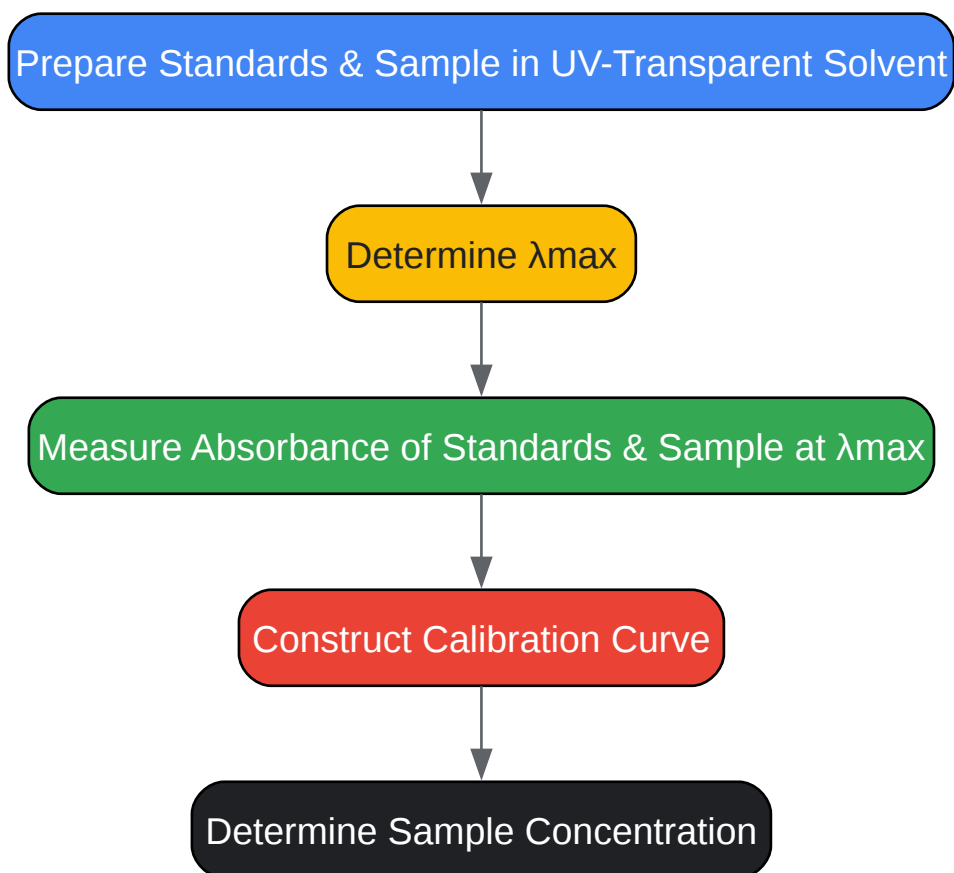 Prepare Standards & Sample in UV-Transparent Solvent
Determine λmax
Measure Absorbance of Standards & Sample at λmax
Construct Calibration Curve
Determine Sample Concentration